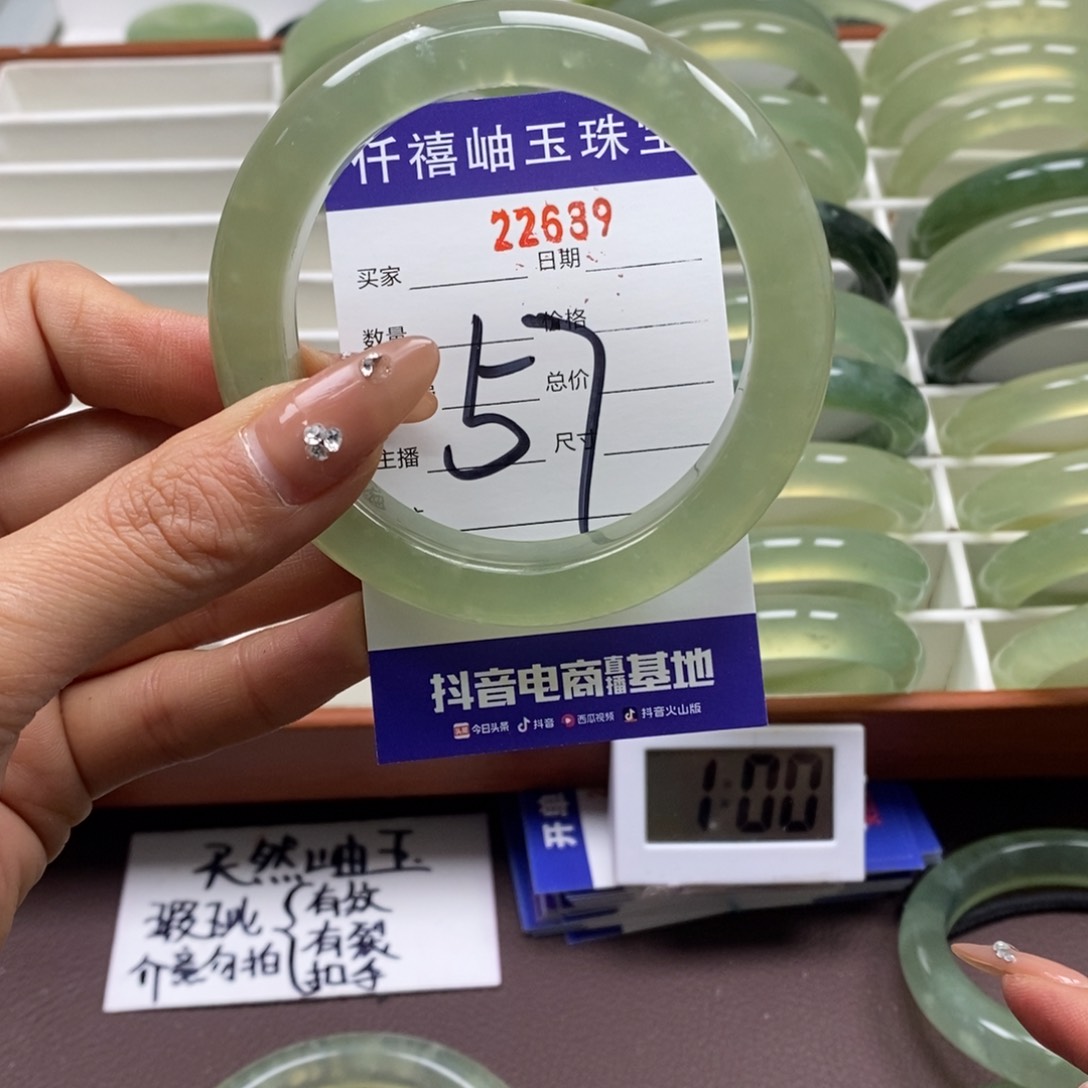 仟禧岫玉珠宝
22639
买家 日期
数量 价格
总价
57
主播 尺寸
抖音电商直播基地
今日头条 抖音 西瓜视频 抖音火山版
开单
1:00
天然岫玉
瑕玼 有纹
有裂
介意勿拍 扣手